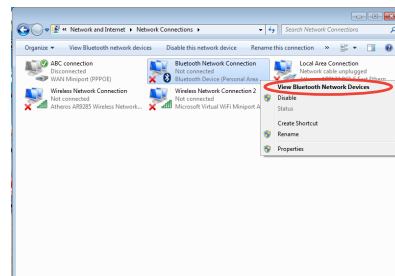 « Network and Internet ▸ Network Connections ▸
Search Network Connections
Organize ▾ View Bluetooth network devices Disable this network device Rename this connection »
ABC connection
Disconnected
WAN Miniport (PPPOE)
Bluetooth Network Connection
Not connected
Bluetooth Device (Personal Area ...
Local Area Connection
Network cable unplugged
Wireless Network Connection
Not connected
Atheros AR9285 Wireless Network...
Wireless Network Connection 2
Not connected
Microsoft Virtual WiFi Miniport A
View Bluetooth Network Devices
Disable
Status
Create Shortcut
Rename
Properties